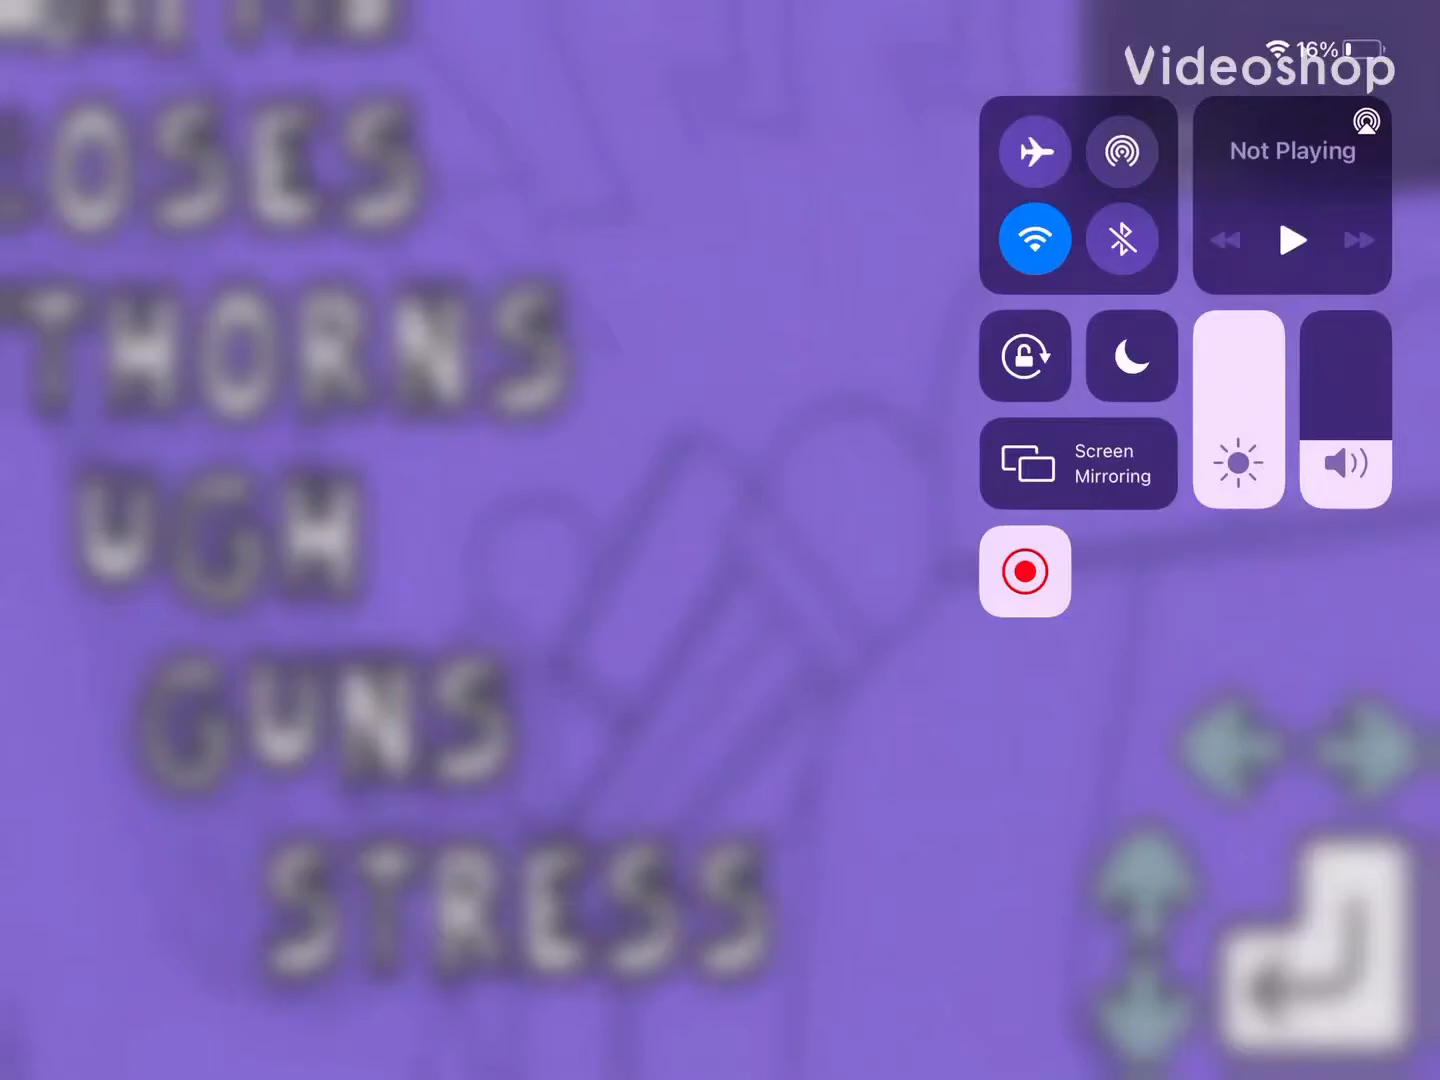 16%
Videoshop
Not Playing
OSES
THORNS
UGH
GUNS
STRESS
Screen
Mirroring